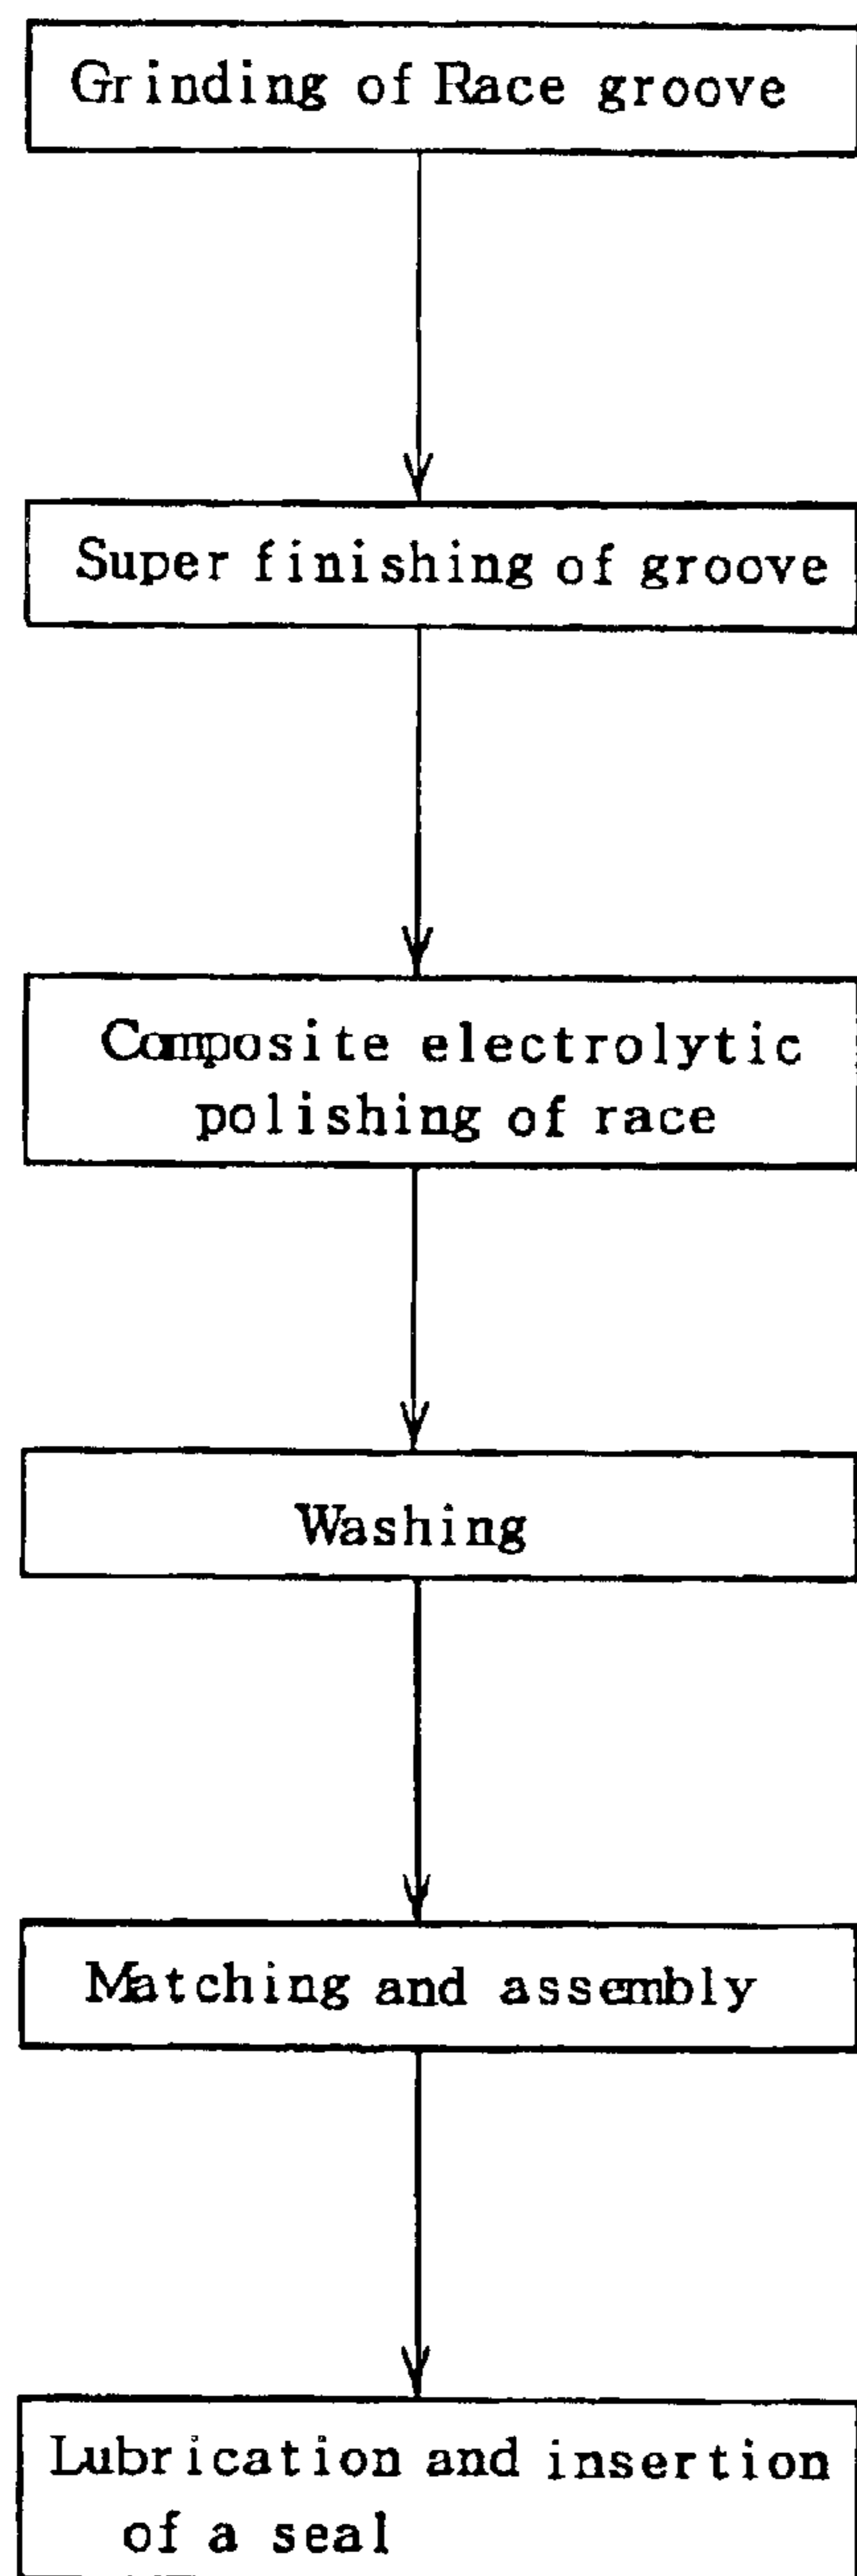 Grinding of Race groove
Super finishing of groove
Composite electrolytic
polishing of race
Washing
Matching and assembly
Lubrication and insertion
of a seal